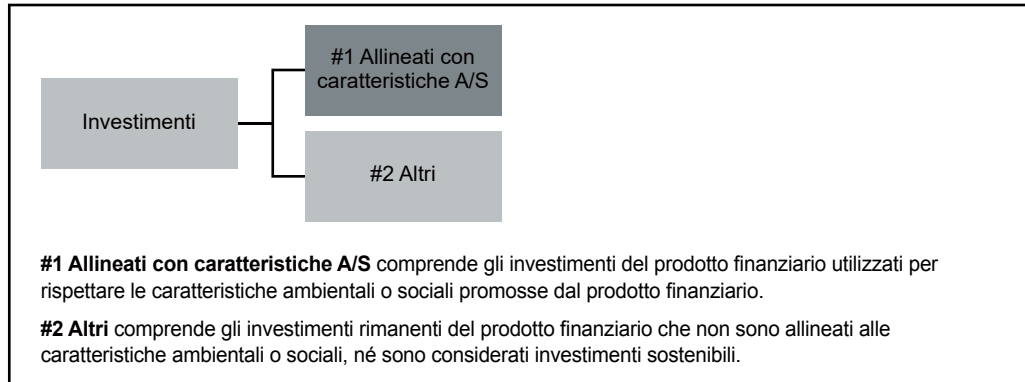 #1 Allineati con
caratteristiche A/S
Investimenti
#2 Altri
#1 Allineati con caratteristiche A/S comprende gli investimenti del prodotto finanziario utilizzati per
rispettare le caratteristiche ambientali o sociali promosse dal prodotto finanziario.
#2 Altri comprende gli investimenti rimanenti del prodotto finanziario che non sono allineati alle
caratteristiche ambientali o sociali, né sono considerati investimenti sostenibili.